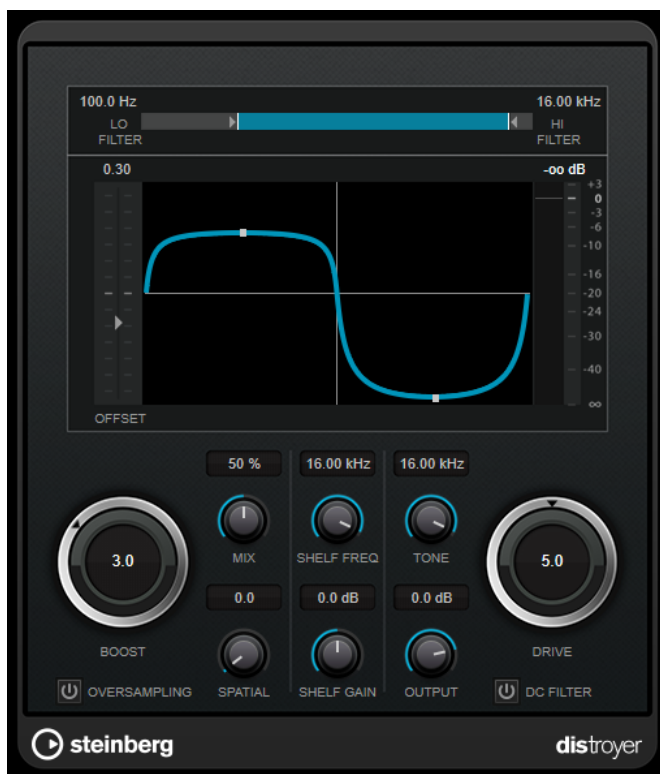 100.0 Hz 16.00 kHz
LO FILTER HI FILTER
0.30 -oo dB
+3
0
-3
-6
-10
-16
-20
-24
-30
-40
∞
OFFSET
50 % 16.00 kHz 16.00 kHz
3.0 MIX SHELF FREQ TONE 5.0
0.0 0.0 dB 0.0 dB
BOOST DRIVE
OVERSAMPLING SPATIAL SHELF GAIN OUTPUT DC FILTER
steinberg distroyer